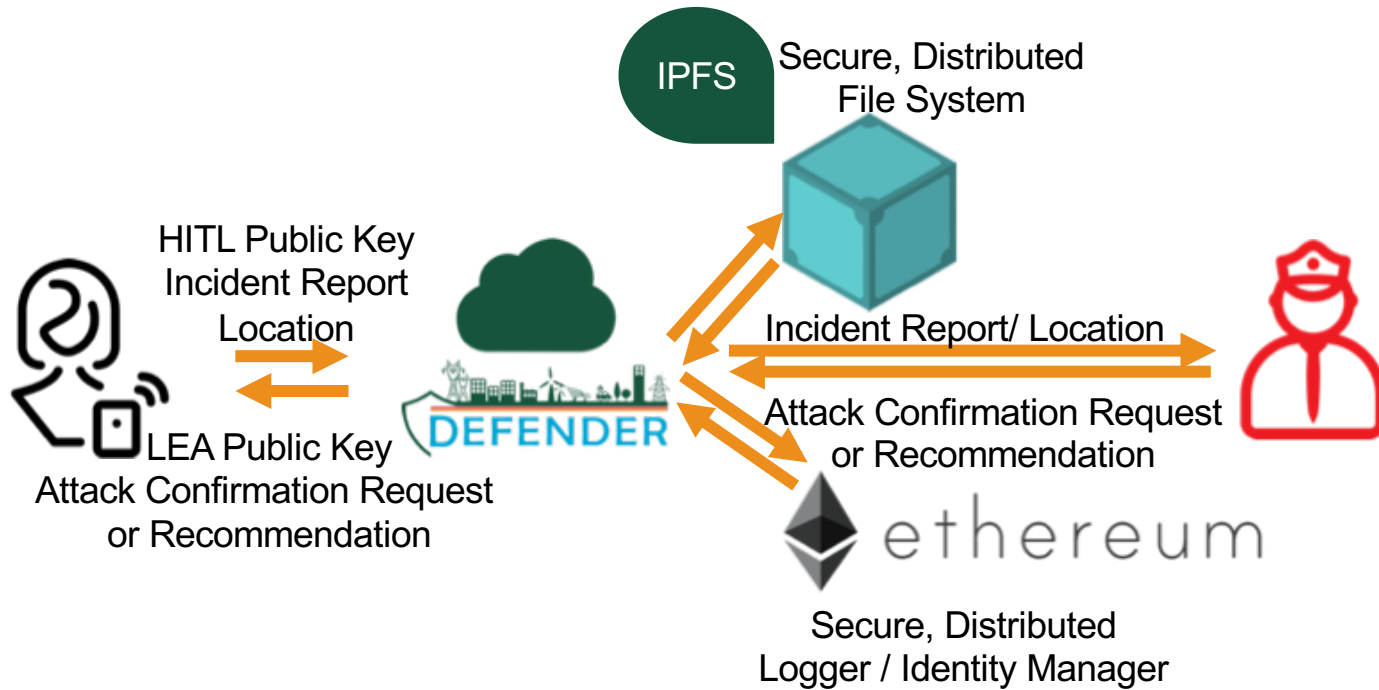 IPFS
Secure, Distributed
File System
HITL Public Key
Incident Report
Location
DEFENDER
Incident Report/ Location
LEA Public Key
Attack Confirmation Request
or Recommendation
Attack Confirmation Request
or Recommendation
ethereum
Secure, Distributed
Logger / Identity Manager